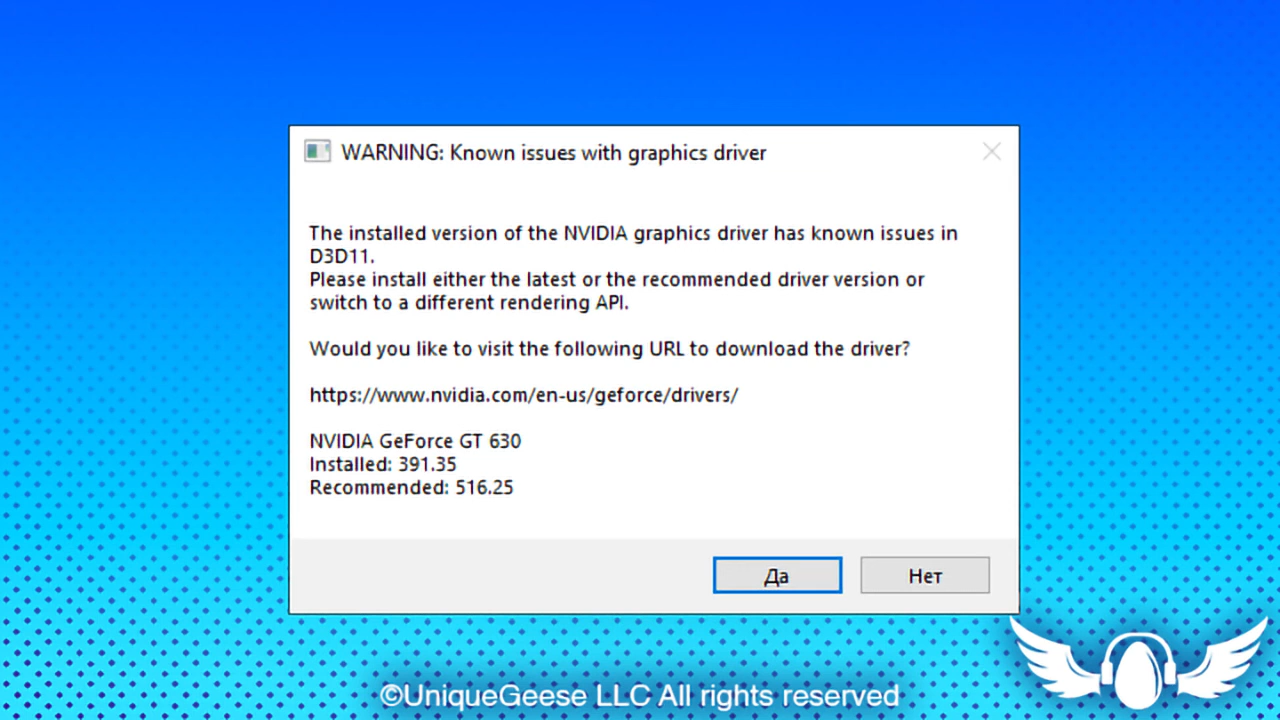 WARNING: Known issues with graphics driver
The installed version of the NVIDIA graphics driver has known issues in
D3D11.
Please install either the latest or the recommended driver version or
switch to a different rendering API.
Would you like to visit the following URL to download the driver?
https://www.nvidia.com/en-us/geforce/drivers/
NVIDIA GeForce GT 630
Installed: 391.35
Recommended: 516.25
Да
Нет
©UniqueGeese LLC All rights reserved